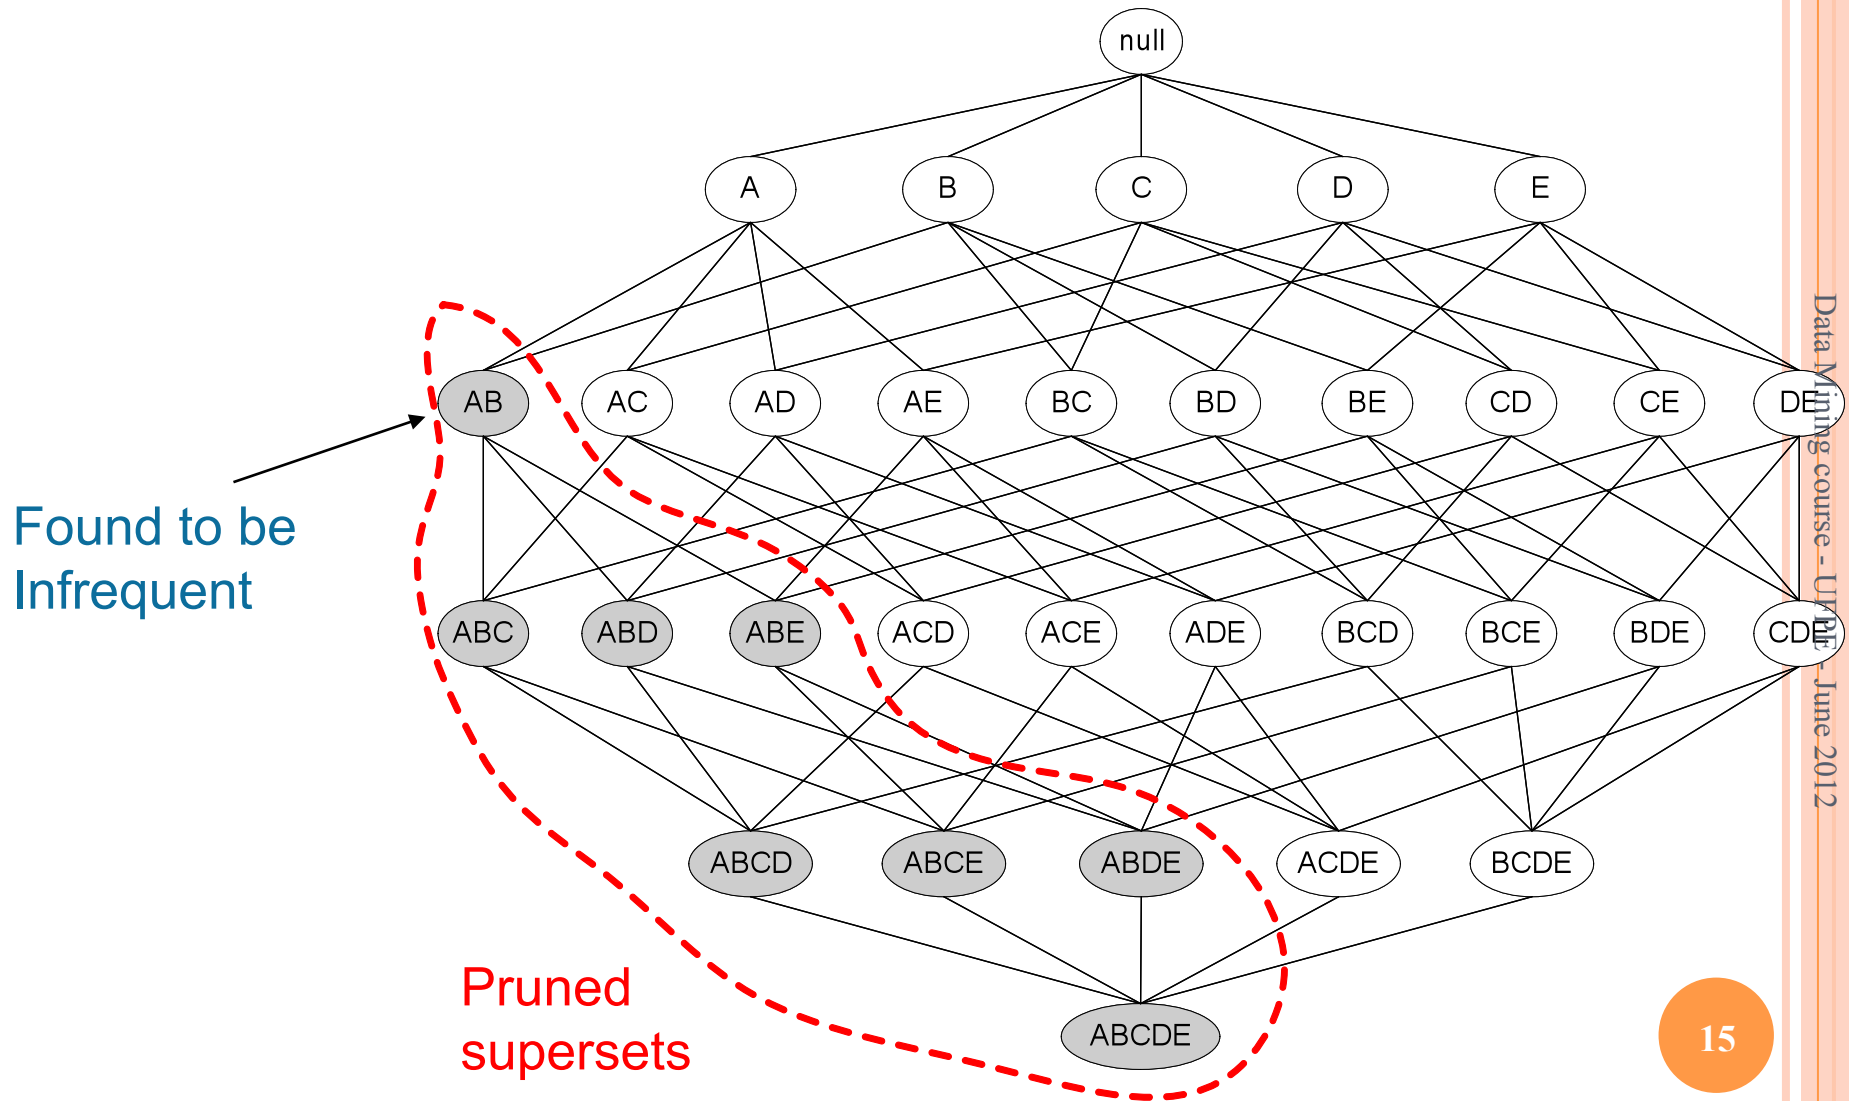 null
A B C D E
AB AC AD AE BC BD BE CD CE DE
Found to be
Infrequent
ABC ABD ABE ACD ACE ADE BCD BCE BDE CDE
ABCD ABCE ABDE ACDE BCDE
Pruned
supersets
ABCDE
Data Mining course - UFPE - June 2012
15